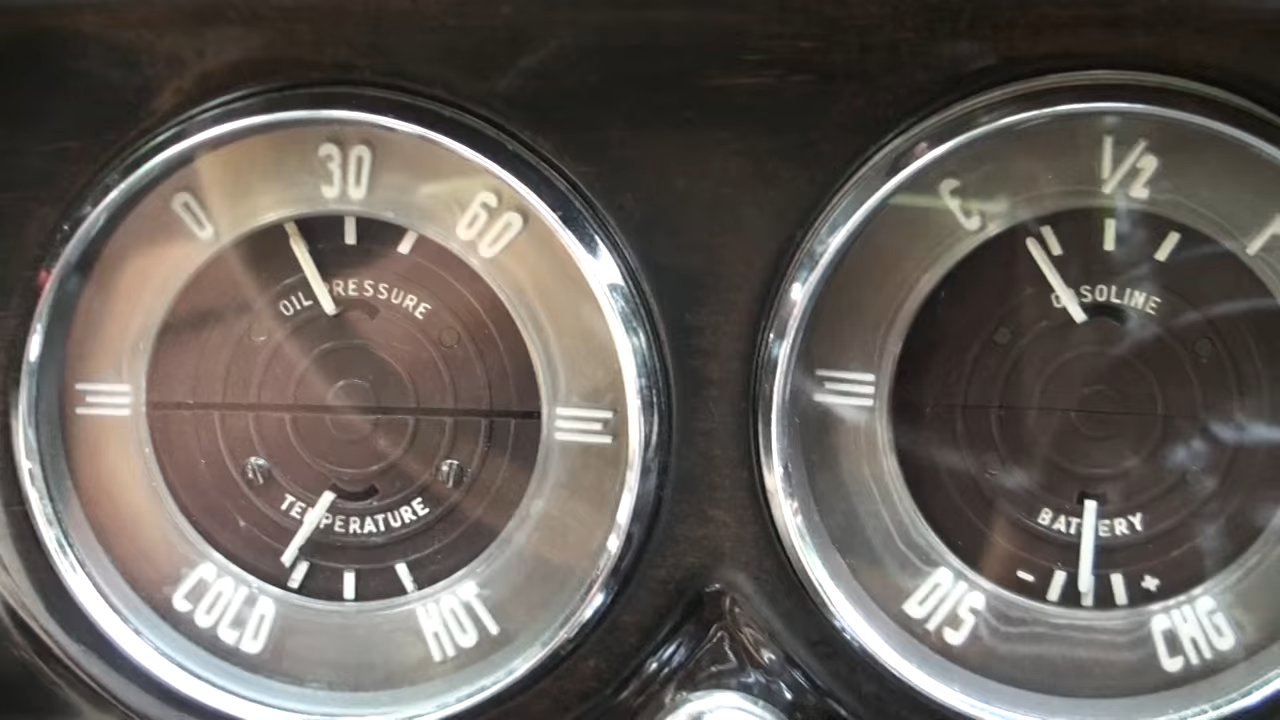 0 30 60
OIL PRESSURE
TEMPERATURE
COLD HOT
E 1/2
GASOLINE
BATTERY
- +
DIS CHG